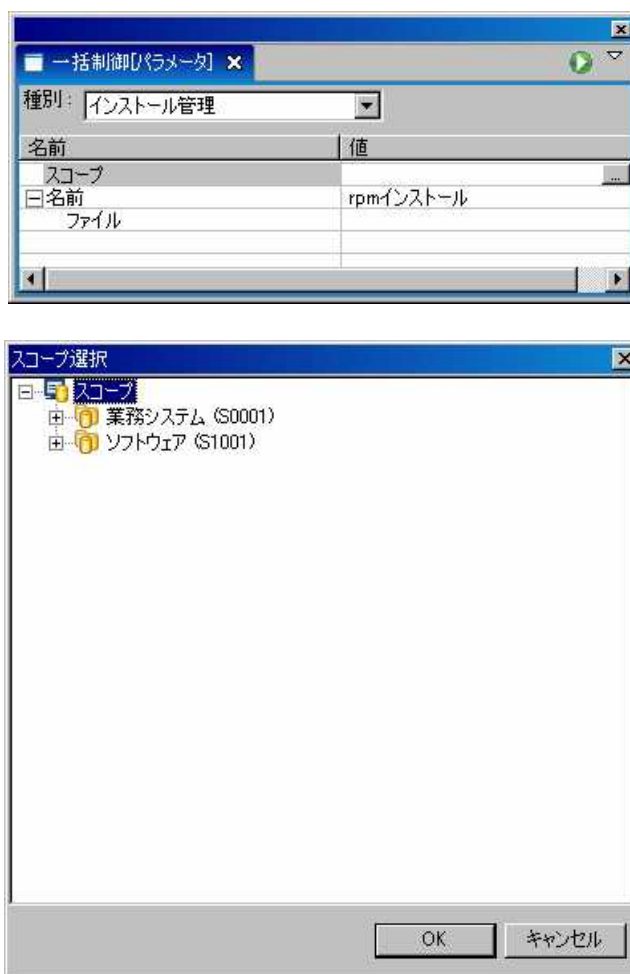 一括制御[パラメータ]
種別: インストール管理
名前 値
スコープ ...
名前 rpmインストール
ファイル
スコープ選択
スコープ
業務システム (S0001)
ソフトウェア (S1001)
OK キャンセル